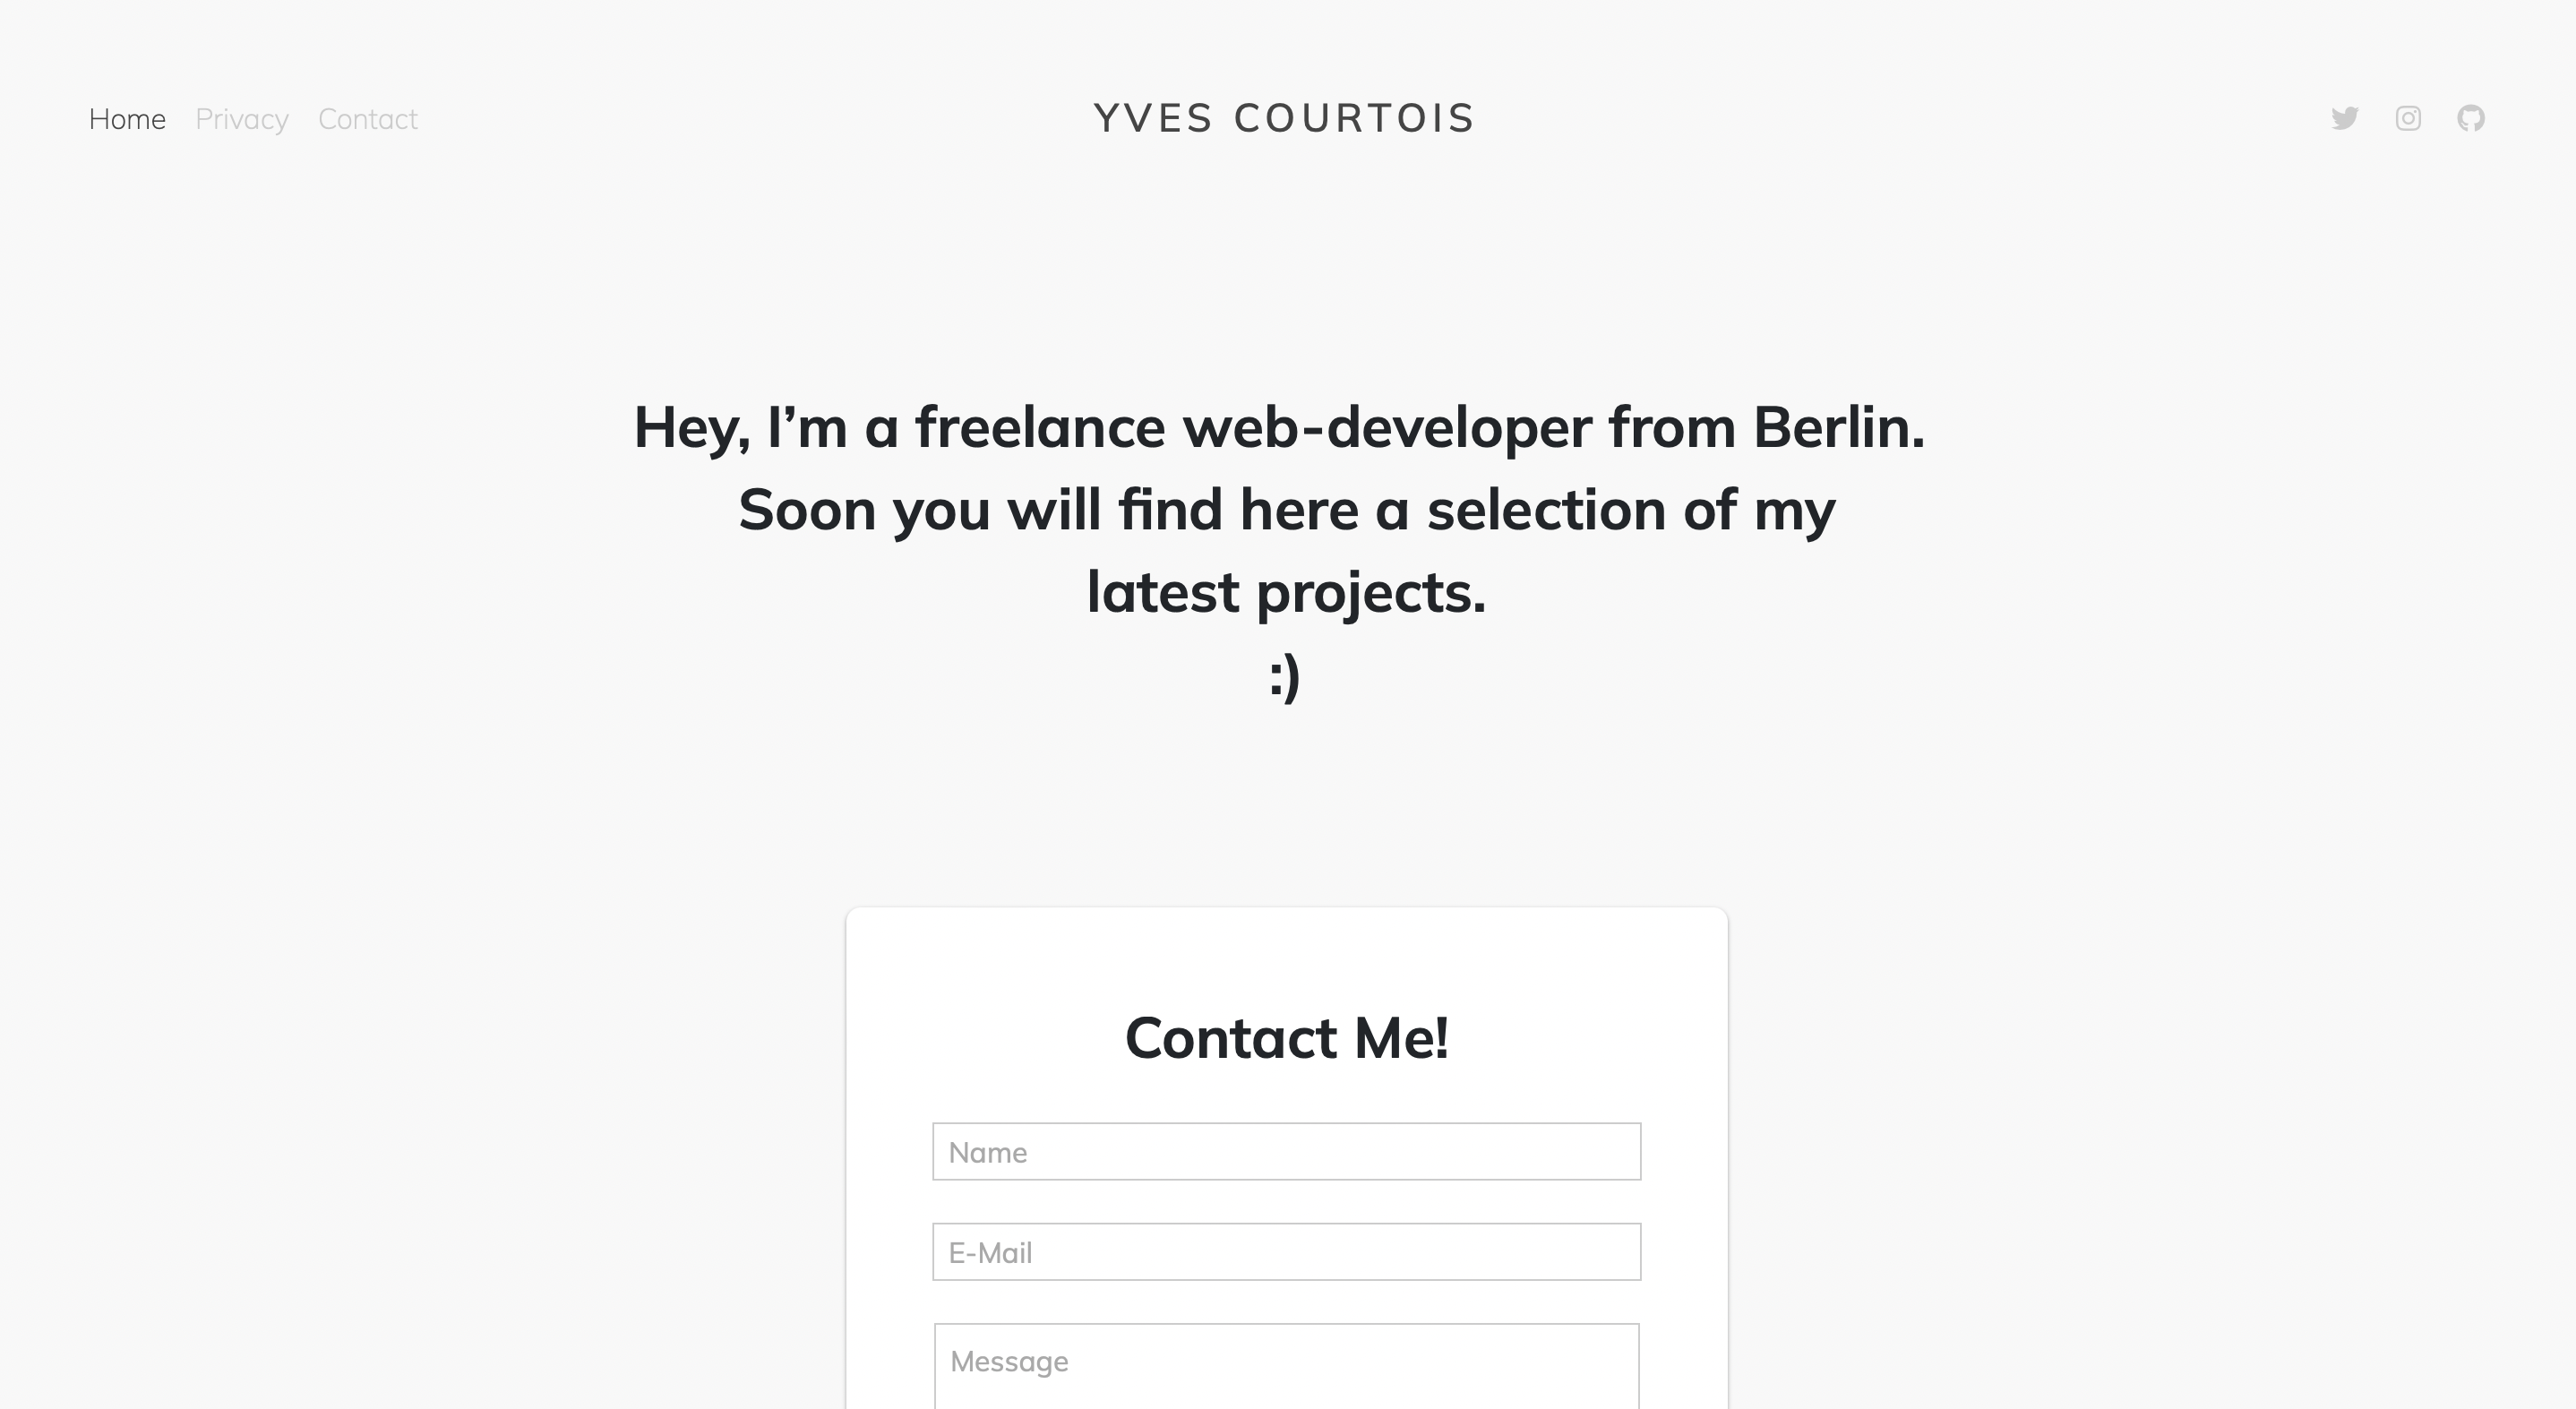 Home Privacy Contact
YVES COURTOIS
Hey, I’m a freelance web-developer from Berlin.
Soon you will find here a selection of my
latest projects.
:)
Contact Me!
Name
E-Mail
Message